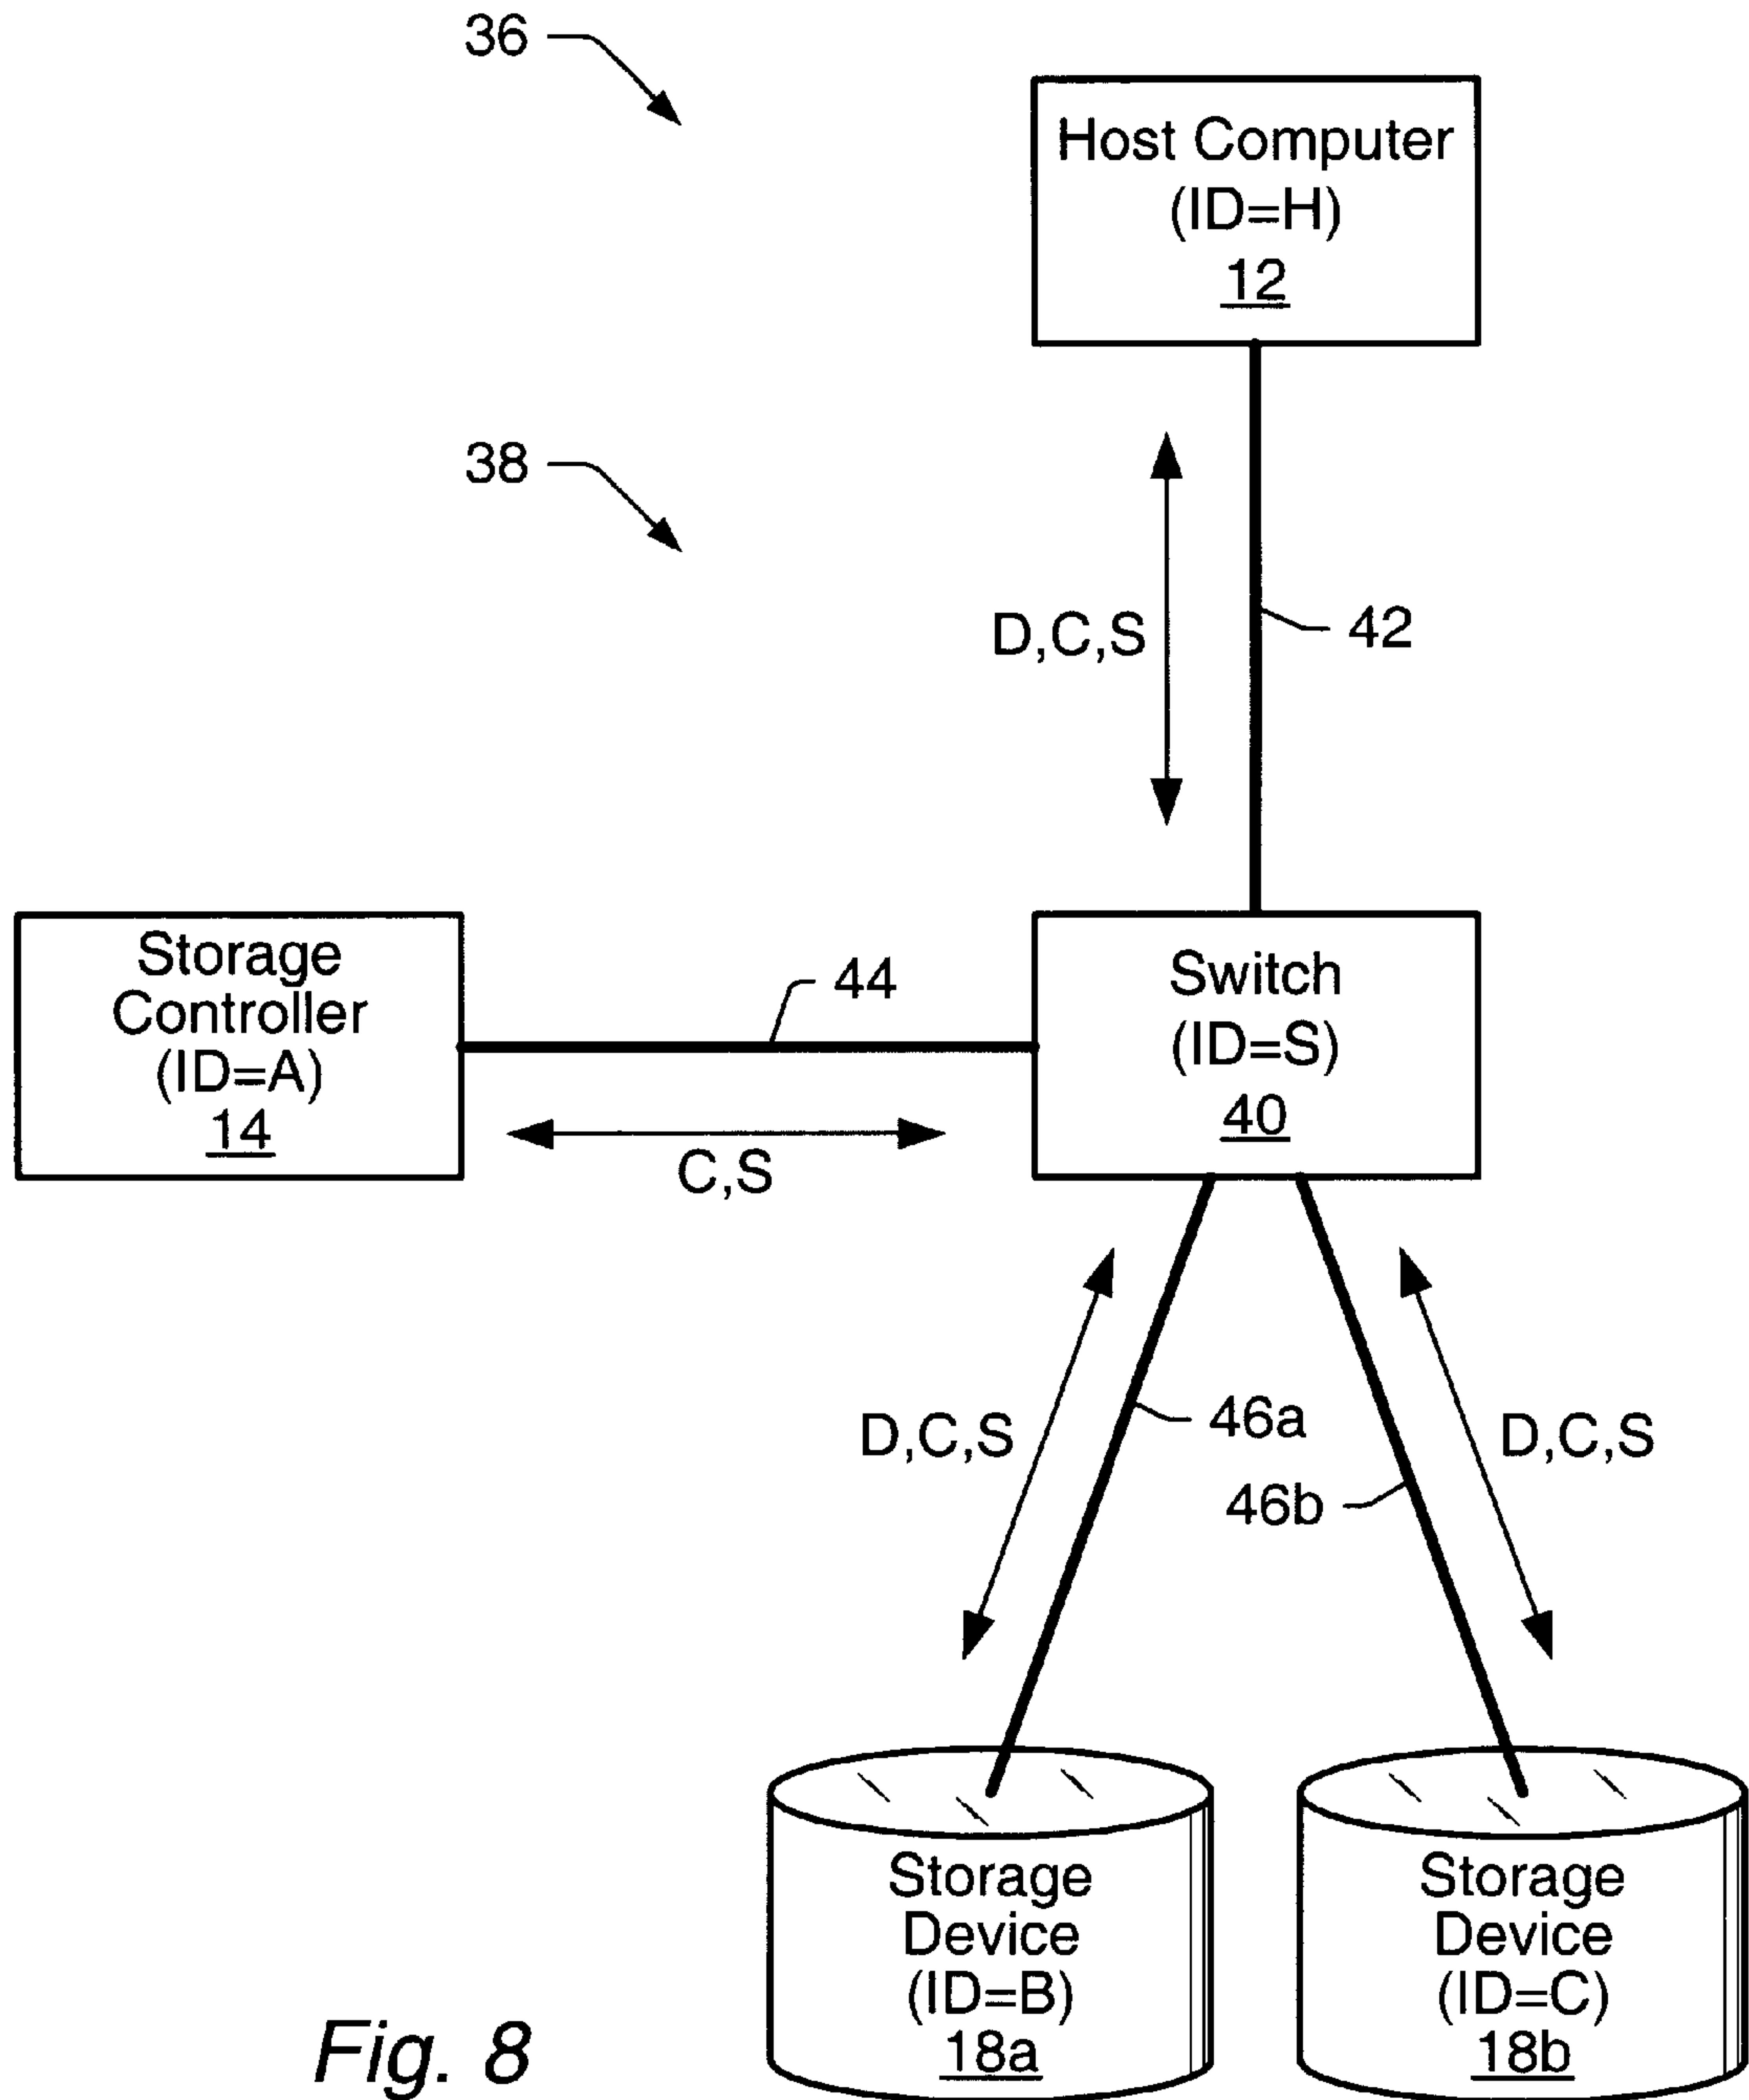 36
Host Computer
(ID=H)
12
38
D,C,S
42
Storage
Controller
(ID=A)
14
44
C,S
Switch
(ID=S)
40
D,C,S
46a
46b
D,C,S
Storage
Device
(ID=B)
18a
Storage
Device
(ID=C)
18b
Fig. 8